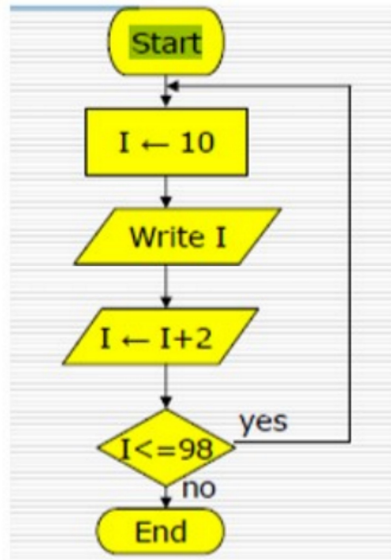 Start
I ← 10
Write I
I ← I+2
I<=98
yes
no
End